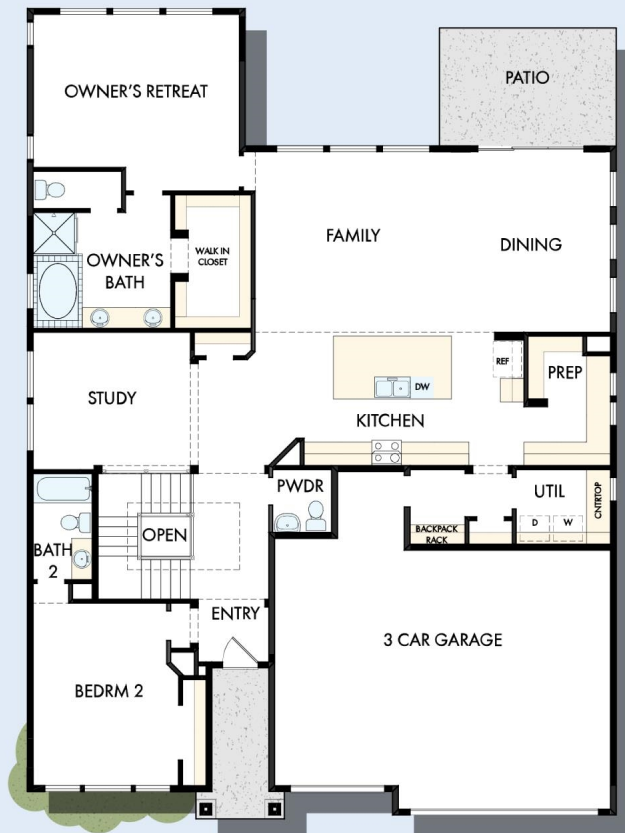 PATIO
OWNER'S RETREAT
FAMILY
DINING
WALK IN
CLOSET
OWNER'S
BATH
REF
PREP
DW
STUDY
KITCHEN
PWDR
UTIL
CNTRTOP
D
W
BACKPACK
RACK
OPEN
BATH
2
ENTRY
3 CAR GARAGE
BEDRM 2